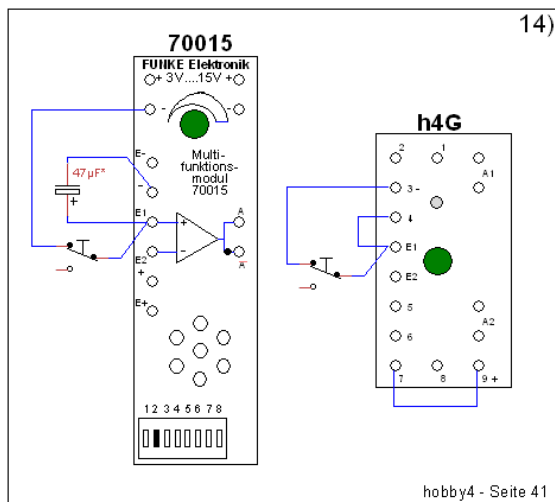 14)
70015
FUNKE Elektronik
+ 3V....15V +
- -
E-
Multi-
funktions-
modul
70015
47µF*
-
+
E1
+
A
E2
-
A
+
E+
1 2 3 4 5 6 7 8
h4G
2 1
A1
3 -
4
E1
E2
5
A2
6
7 8 9 +
hobby4 - Seite 41